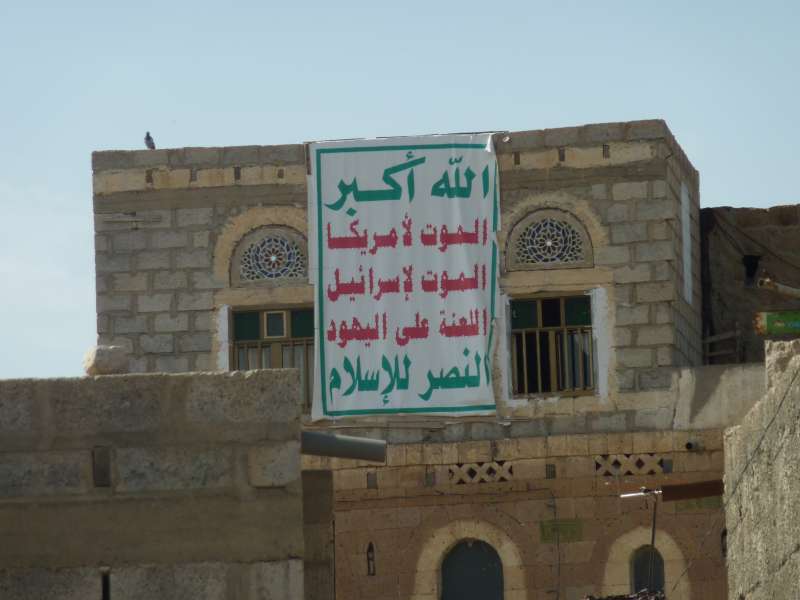 الله أكبر
الموت لأمريكا
الموت لإسرائيل
اللعنة على اليهود
النصر للإسلام